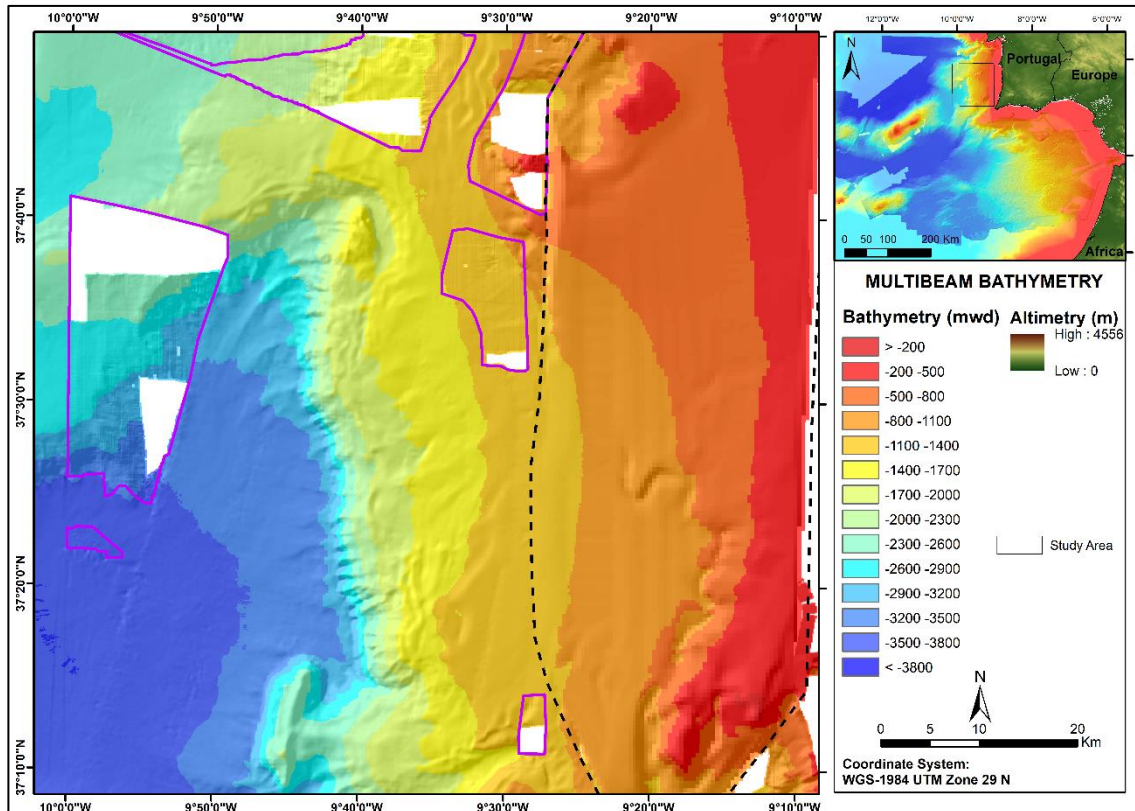 10°0'0"W 9°50'0"W 9°40'0"W 9°30'0"W 9°20'0"W 9°10'0"W
37°40'0"N
37°30'0"N
37°20'0"N
37°10'0"N
10°0'0"W 9°50'0"W 9°40'0"W 9°30'0"W 9°20'0"W 9°10'0"W
12°0'0"W 10°0'0"W 8°0'0"W 6°0'0"W
N
Portugal
Europe
Africa
0 50 100 200 Km
MULTIBEAM BATHYMETRY
Bathymetry (mwd)
> -200
-200 -500
-500 - -800
-800 - -1100
-1100 - -1400
-1400 - -1700
-1700 - -2000
-2000 - -2300
-2300 - -2600
-2600 - -2900
-2900 - -3200
-3200 - -3500
-3500 - -3800
< -3800
Altimetry (m)
High : 4556
Low : 0
Study Area
N
0 5 10 20
Km
Coordinate System:
WGS-1984 UTM Zone 29 N